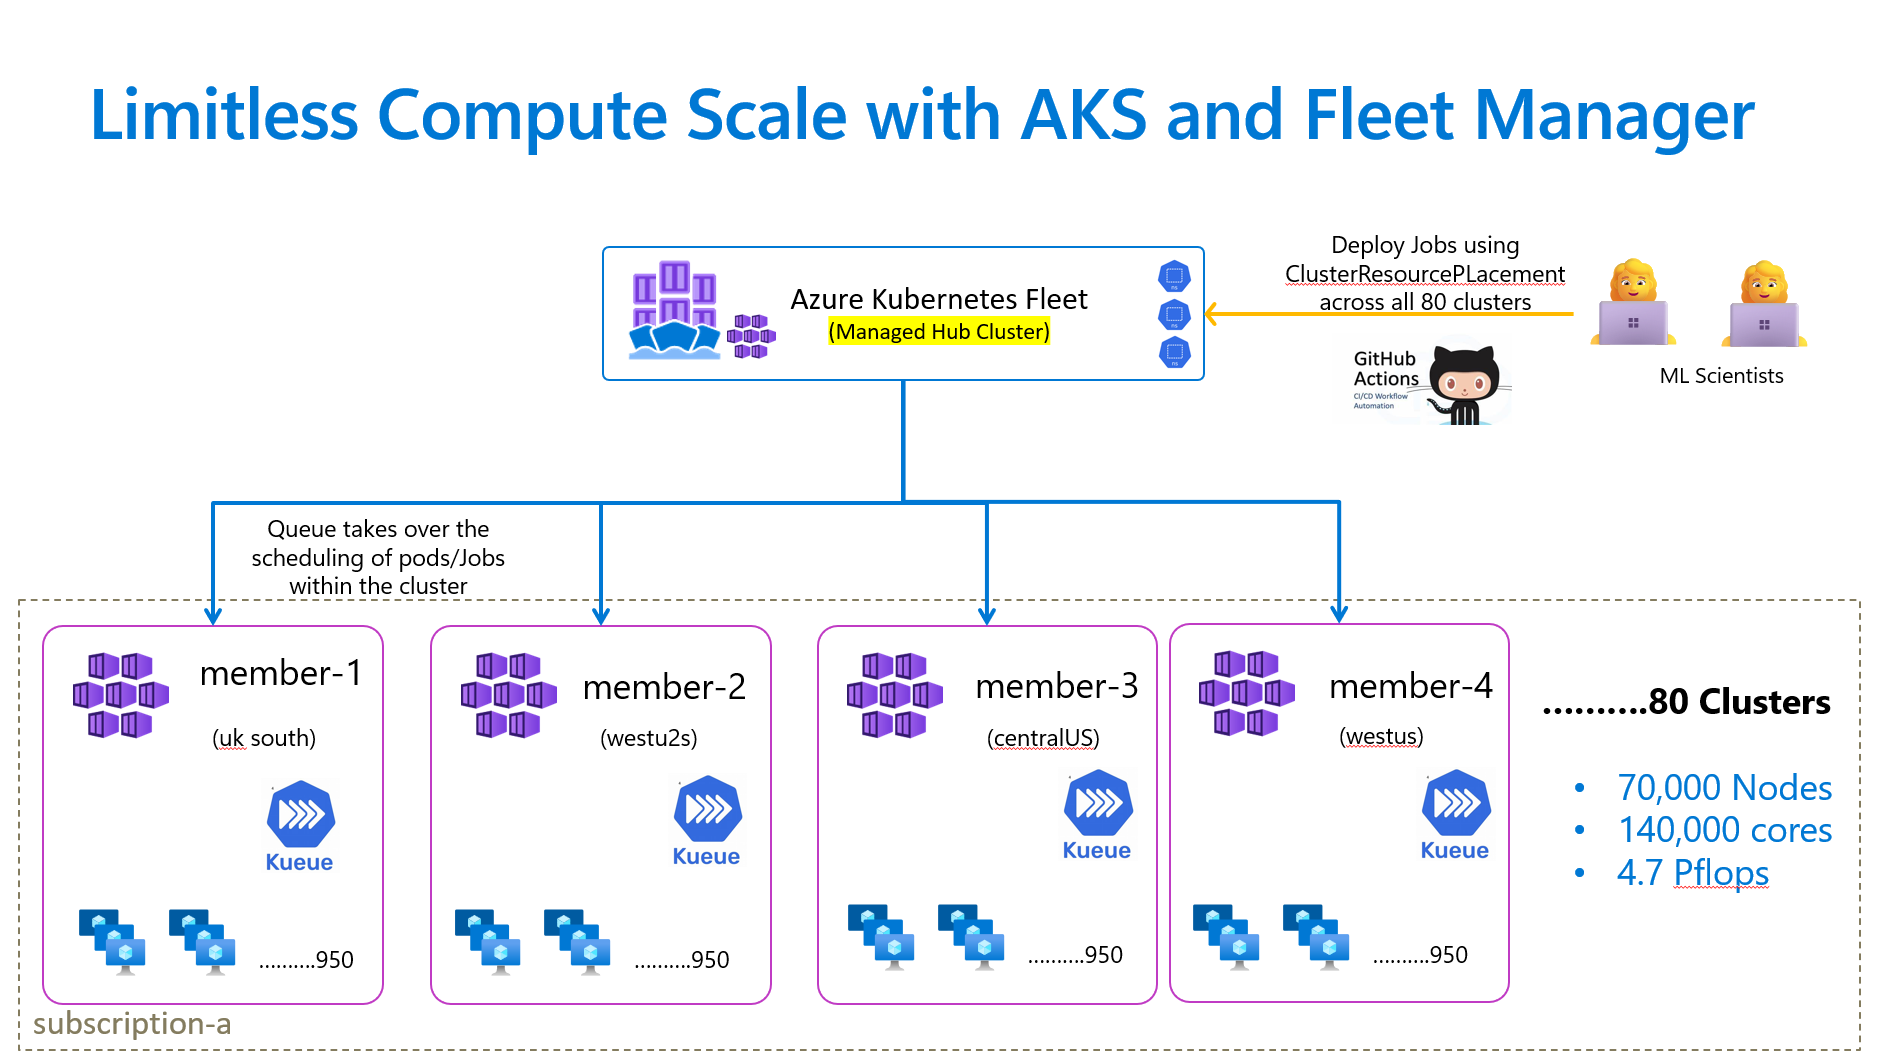 Limitless Compute Scale with AKS and Fleet Manager
Azure Kubernetes Fleet
(Managed Hub Cluster)
ns
ns
ns
Deploy Jobs using
ClusterResourcePLacement
across all 80 clusters
GitHub
Actions
CI/CD Workflow
Automation
ML Scientists
Queue takes over the
scheduling of pods/Jobs
within the cluster
member-1
(uk south)
Kueue
..........950
member-2
(westu2s)
Kueue
..........950
member-3
(centralUS)
Kueue
..........950
member-4
(westus)
Kueue
..........950
..........80 Clusters
• 70,000 Nodes
• 140,000 cores
• 4.7 Pflops
subscription-a